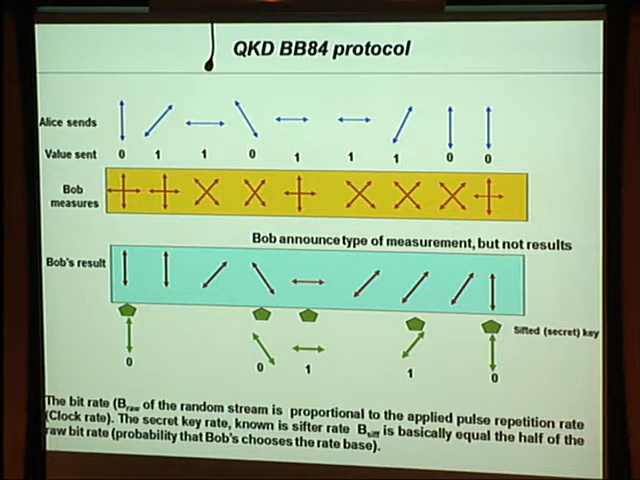 QKD BB84 protocol
Alice sends
Value sent 0 1 1 0 1 1 1 0 0
Bob
measures
Bob announce type of measurement, but not results
Bob's result
Sifted (secret) key
0 0 1 1 0
The bit rate (Braw of the random stream is proportional to the applied pulse repetition rate
(Clock rate). The secret key rate, known is sifter rate Bsiff is basically equal the half of the
raw bit rate (probability that Bob's chooses the rate base).